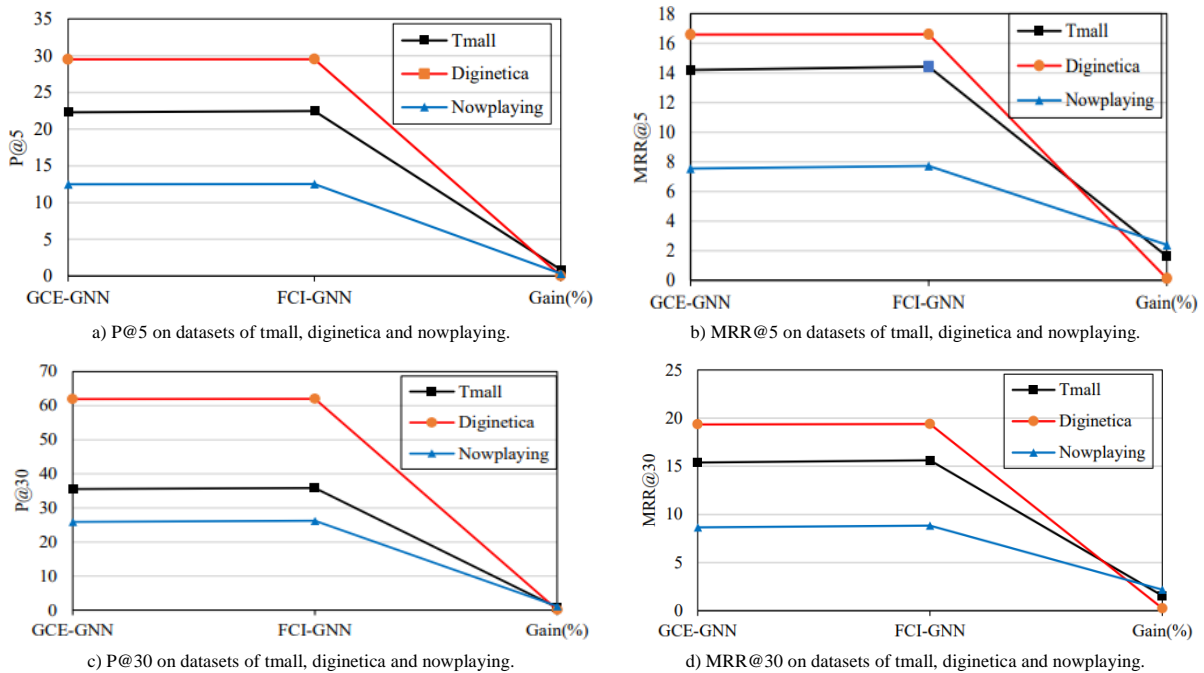 35
30
25
20
15
10
5
0
P@5
GCE-GNN
FCI-GNN
Gain(%)
Tmall
Diginetica
Nowplaying
a) P@5 on datasets of tmall, diginetica and nowplaying.
18
16
14
12
10
8
6
4
2
0
MRR@5
GCE-GNN
FCI-GNN
Gain(%)
Tmall
Diginetica
Nowplaying
b) MRR@5 on datasets of tmall, diginetica and nowplaying.
70
60
50
40
30
20
10
0
P@30
GCE-GNN
FCI-GNN
Gain(%)
Tmall
Diginetica
Nowplaying
c) P@30 on datasets of tmall, diginetica and nowplaying.
25
20
15
10
5
0
MRR@30
GCE-GNN
FCI-GNN
Gain(%)
Tmall
Diginetica
Nowplaying
d) MRR@30 on datasets of tmall, diginetica and nowplaying.